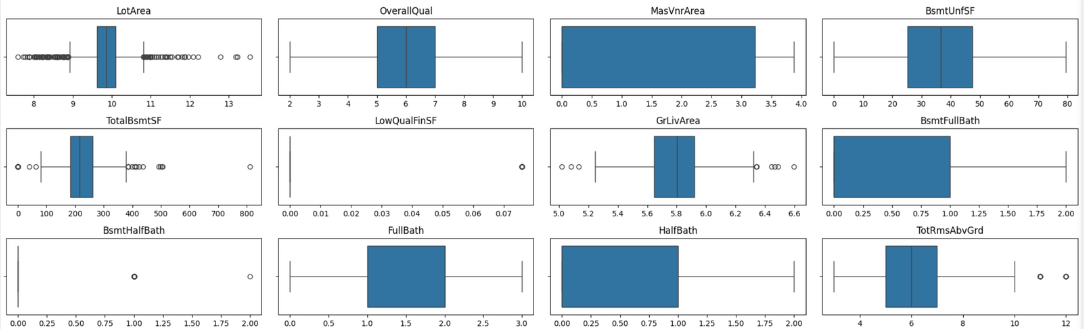 LotArea OverallQual MasVnrArea BsmtUnfSF
8 9 10 11 12 13 2 3 4 5 6 7 8 9 10 0.0 0.5 1.0 1.5 2.0 2.5 3.0 3.5 4.0 0 10 20 30 40 50 60 70 80
TotalBsmtSF LowQualFinSF GrLivArea BsmtFullBath
0 100 200 300 400 500 600 700 800 0.00 0.01 0.02 0.03 0.04 0.05 0.06 0.07 5.0 5.2 5.4 5.6 5.8 6.0 6.2 6.4 6.6 0.00 0.25 0.50 0.75 1.00 1.25 1.50 1.75 2.00
BsmtHalfBath FullBath HalfBath TotRmsAbvGrd
0.00 0.25 0.50 0.75 1.00 1.25 1.50 1.75 2.00 0.0 0.5 1.0 1.5 2.0 2.5 3.0 0.00 0.25 0.50 0.75 1.00 1.25 1.50 1.75 2.00 4 6 8 10 12